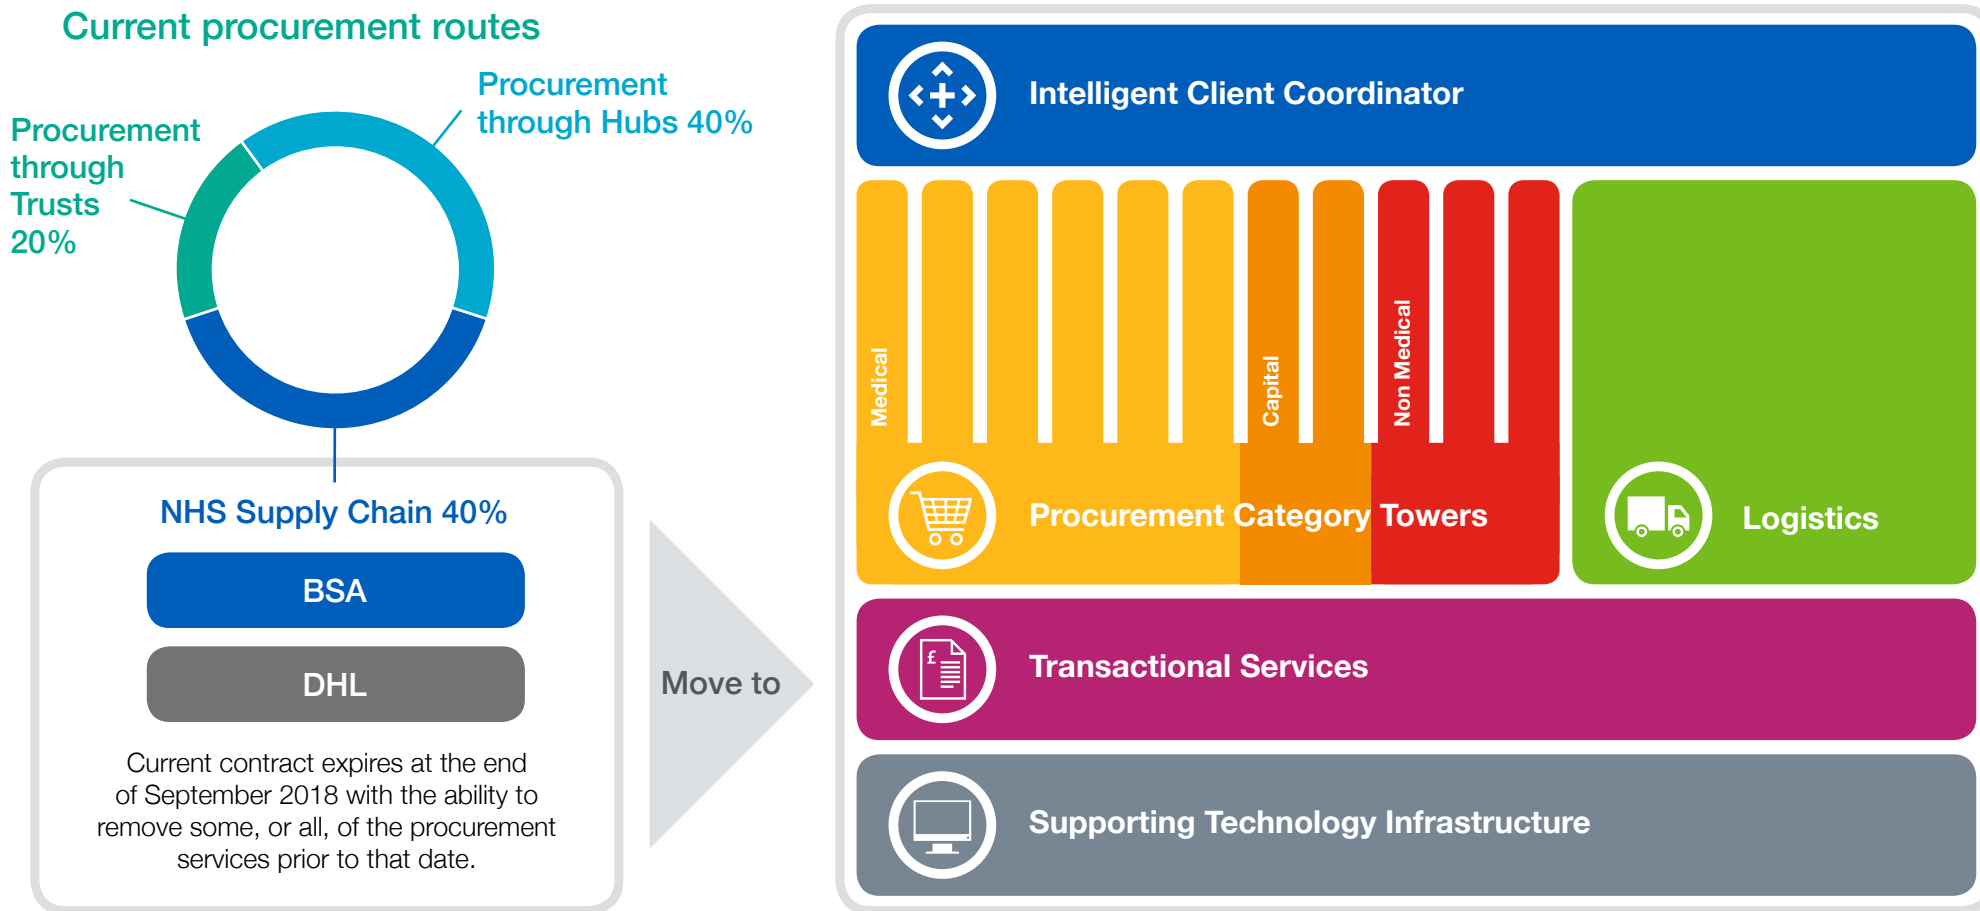 Current procurement routes
Procurement
through Hubs 40%
Procurement
through
Trusts
20%
NHS Supply Chain 40%
BSA
DHL
Current contract expires at the end
of September 2018 with the ability to
remove some, or all, of the procurement
services prior to that date.
Move to
Intelligent Client Coordinator
Medical
Capital
Non Medical
Procurement Category Towers
Logistics
£
Transactional Services
Supporting Technology Infrastructure